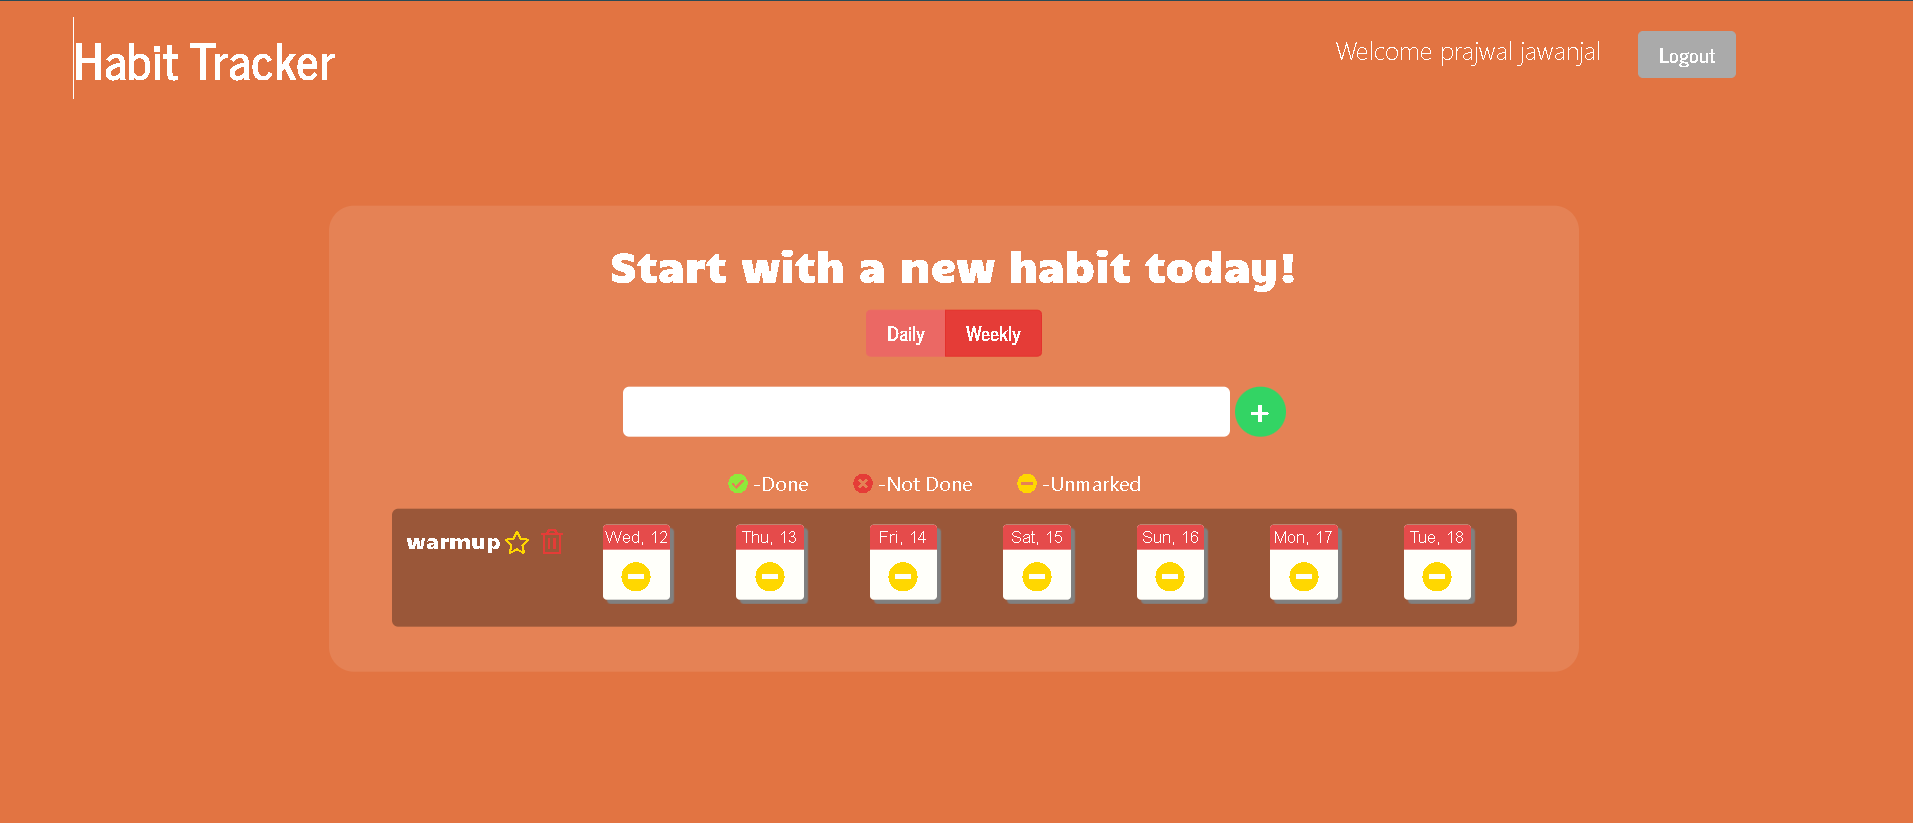 Habit Tracker
Welcome prajwal jawanjal
Logout
Start with a new habit today!
Daily Weekly
+
-Done -Not Done -Unmarked
warmup Wed, 12 Thu, 13 Fri, 14 Sat, 15 Sun, 16 Mon, 17 Tue, 18